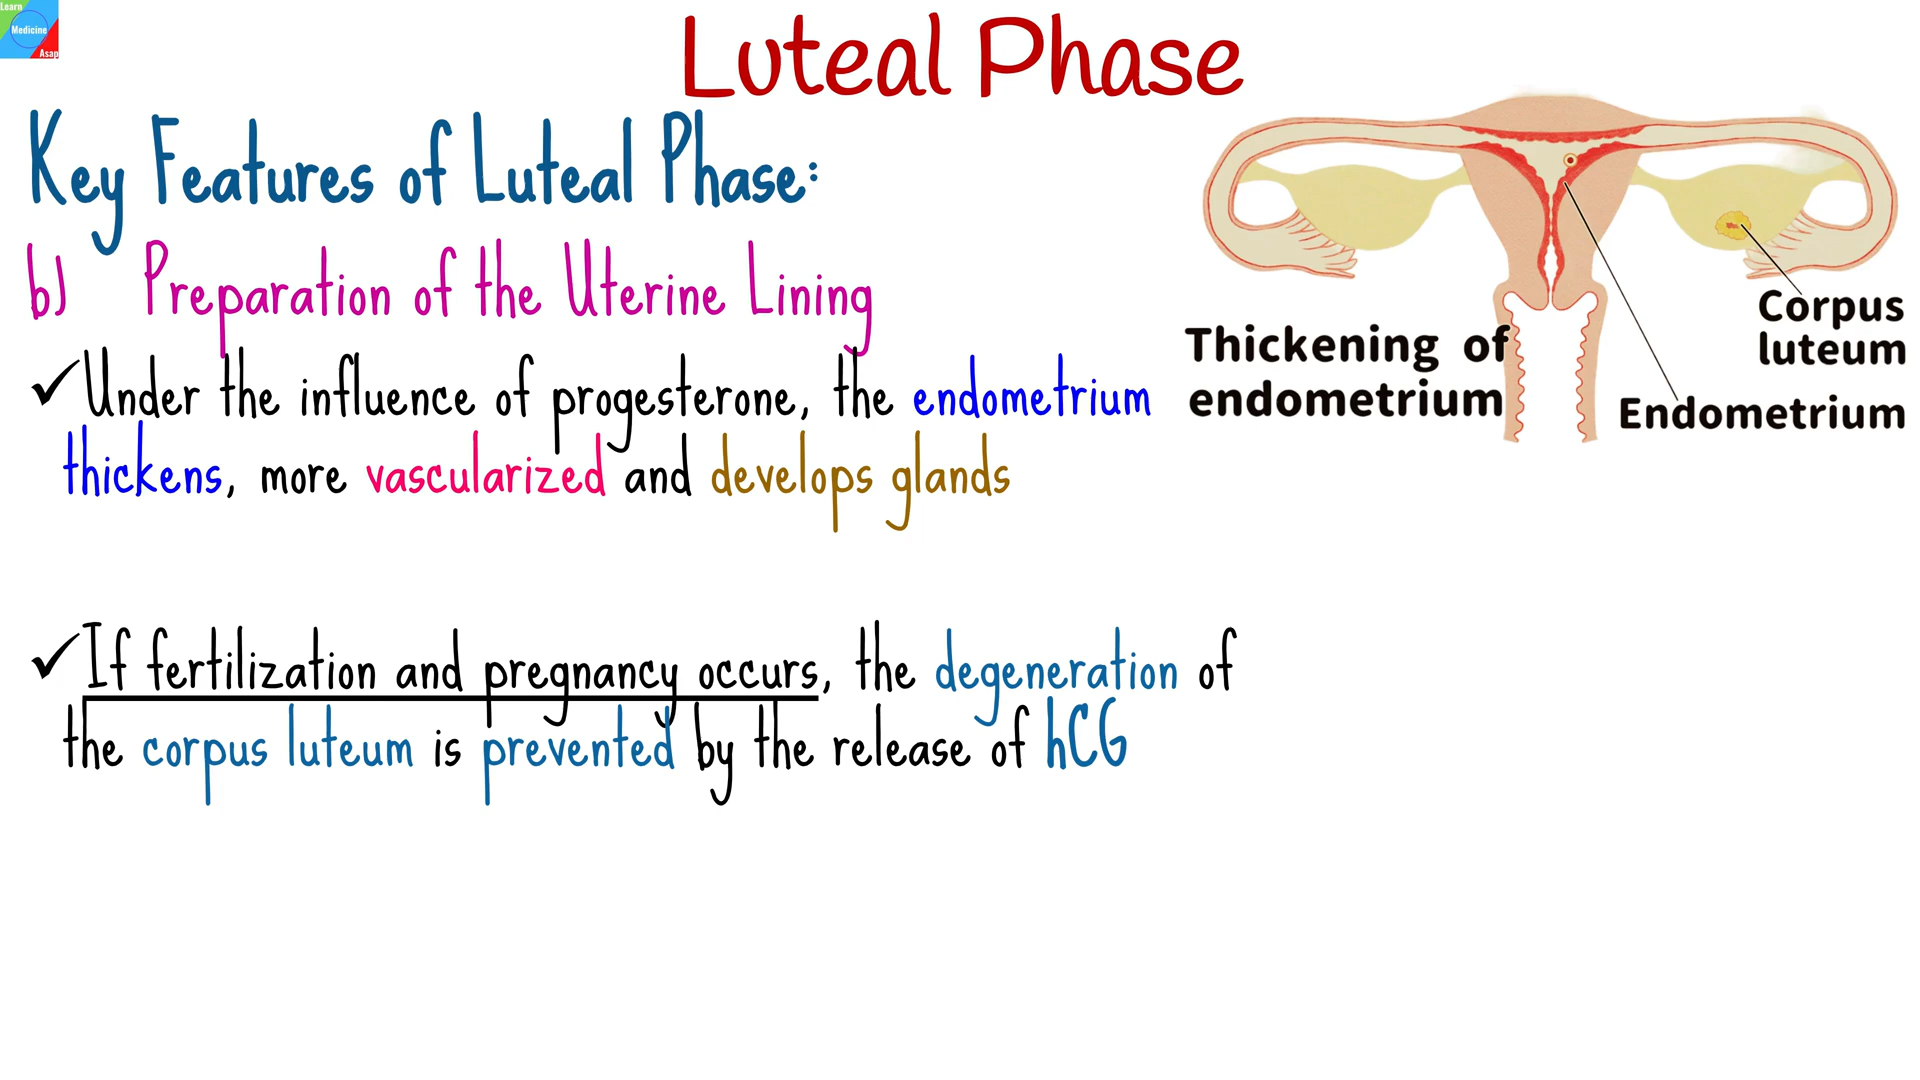 Learn
Medicine
Asap
Luteal Phase
Key Features of Luteal Phase:
b) Preparation of the Uterine Lining
✓Under the influence of progesterone, the endometrium
thickens, more vascularized and develops glands
✓If fertilization and pregnancy occurs, the degeneration of
the corpus luteum is prevented by the release of hCG
Thickening of
endometrium
Corpus
luteum
Endometrium